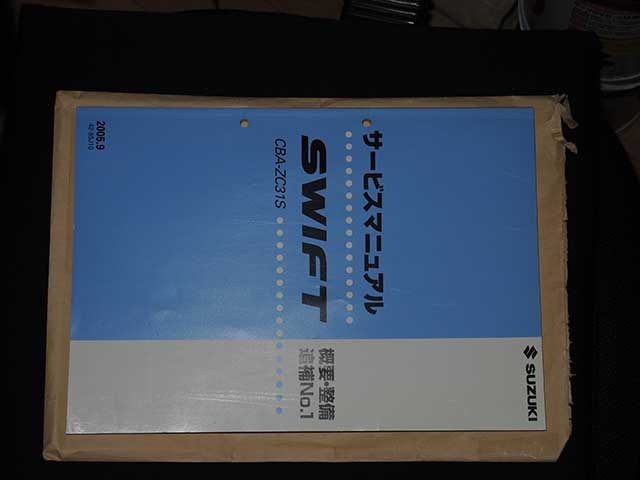 サービスマニュアル
SWIFT
CBA-ZC31S
概要・整備
追補No.1
SUZUKI
2005.9